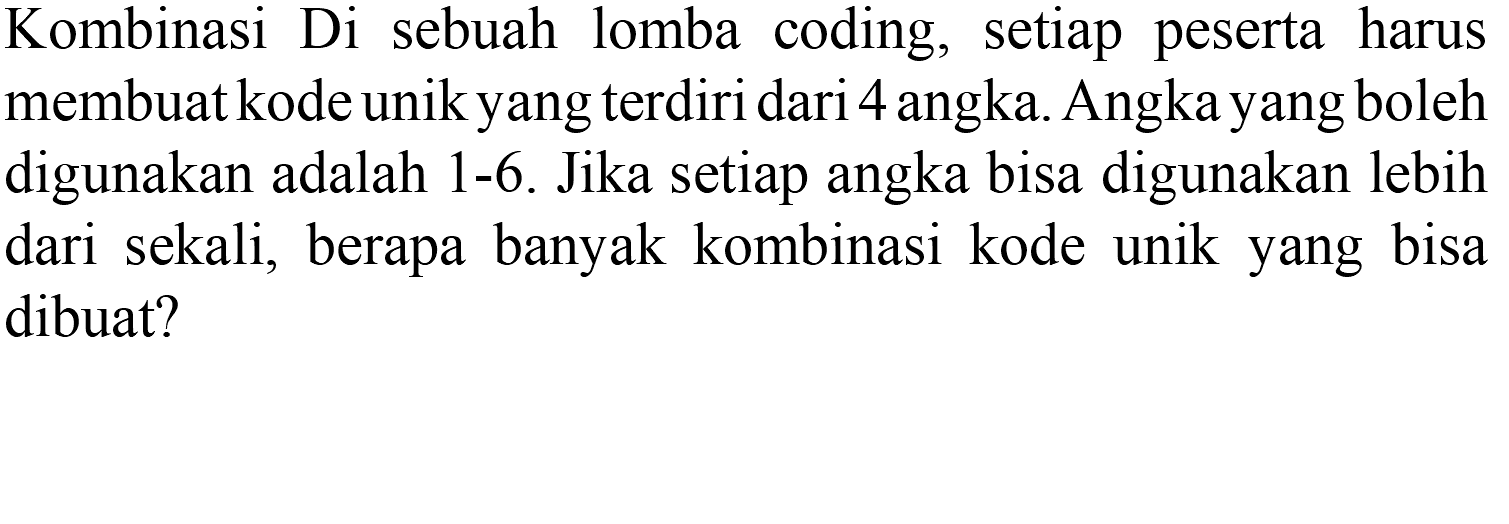 Kombinasi Di sebuah lomba coding, setiap peserta harus
membuat kode unik yang terdiri dari 4 angka. Angka yang boleh
digunakan adalah 1-6. Jika setiap angka bisa digunakan lebih
dari sekali, berapa banyak kombinasi kode unik yang bisa
dibuat?